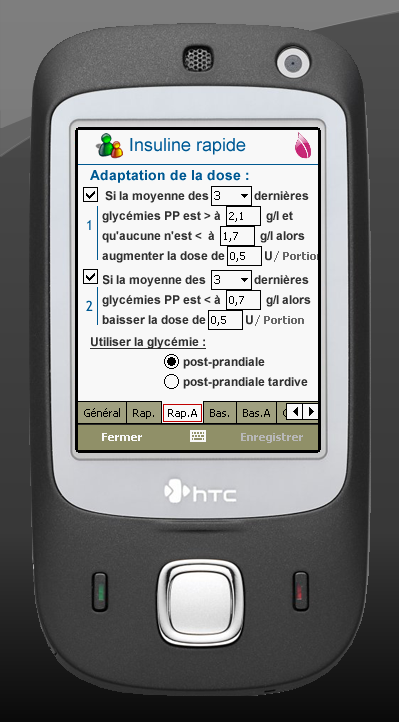 Insuline rapide
Adaptation de la dose :
Si la moyenne des 3 dernières
1
glycémies PP est > à 2,1 g/l et
qu'aucune n'est < à 1,7 g/l alors
augmenter la dose de 0,5 U / Portion
Si la moyenne des 3 dernières
2
glycémies PP est < à 0,7 g/l alors
baisser la dose de 0,5 U / Portion
Utiliser la glycémie :
post-prandiale
post-prandiale tardive
Général Rap. Rap.A Bas. Bas.A
Fermer Enregistrer
hTC